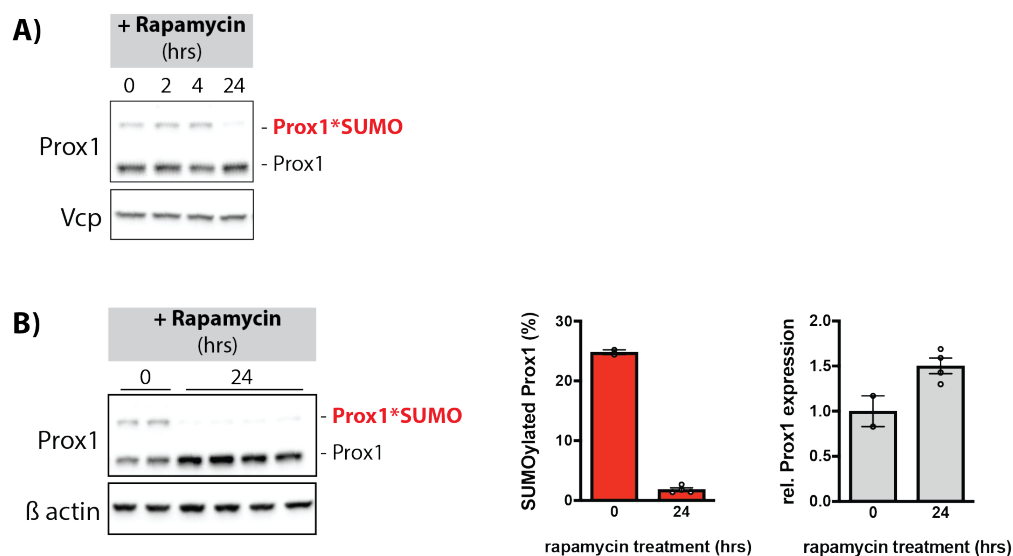 A)
+ Rapamycin
(hrs)
0 2 4 24
Prox1
- Prox1*SUMO
- Prox1
Vcp
B)
+ Rapamycin
(hrs)
0 24
Prox1
- Prox1*SUMO
- Prox1
ß actin
SUMOylated Prox1 (%)
30
20
10
0
0 24
rapamycin treatment (hrs)
rel. Prox1 expression
2.0
1.5
1.0
0.5
0.0
0 24
rapamycin treatment (hrs)